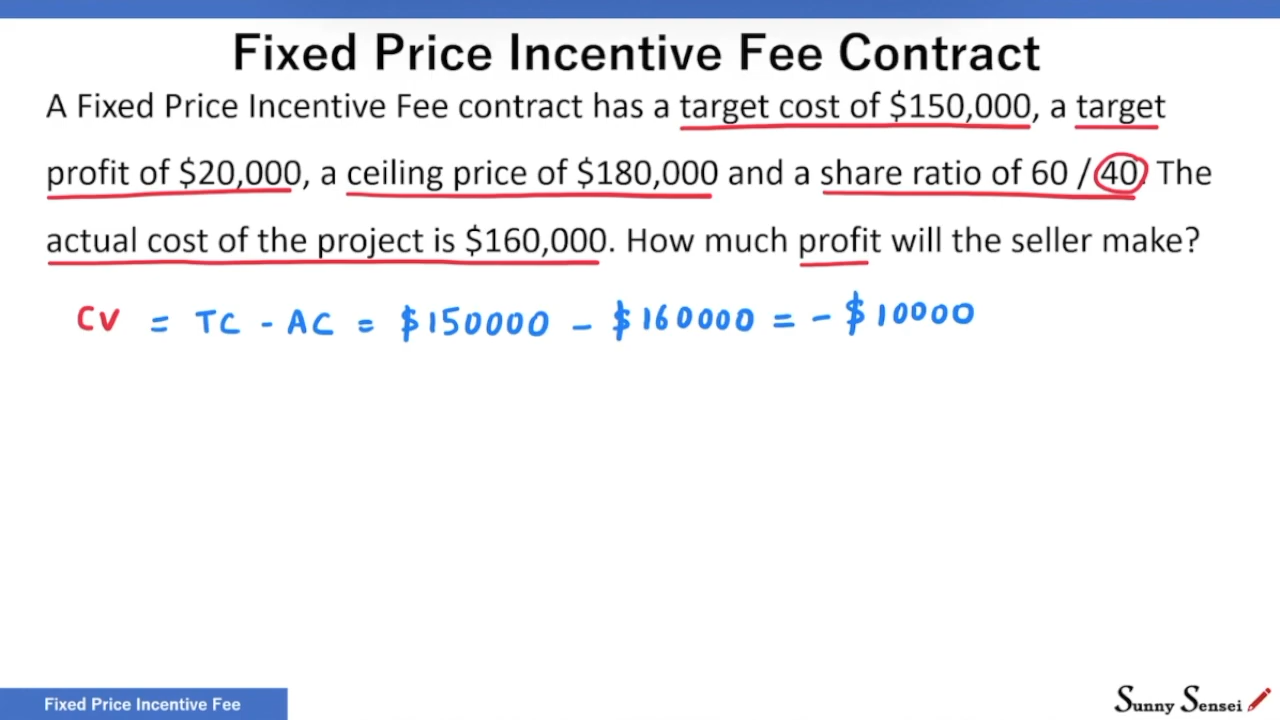 Fixed Price Incentive Fee Contract
A Fixed Price Incentive Fee contract has a target cost of $150,000, a target
profit of $20,000, a ceiling price of $180,000 and a share ratio of 60 / 40. The
actual cost of the project is $160,000. How much profit will the seller make?
CV = TC - AC = $150000 - $160000 = - $10000
Fixed Price Incentive Fee
Sunny Sensei